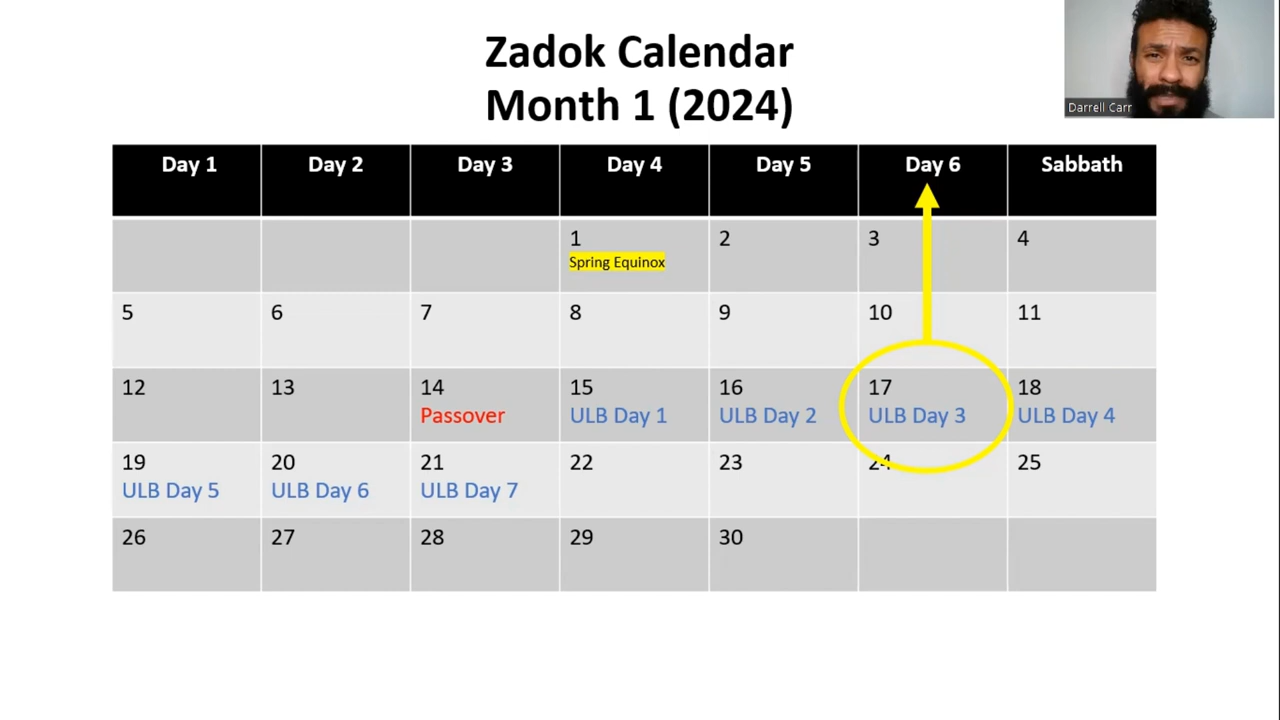 Zadok Calendar
Month 1 (2024)
Darrell Carr
Day 1 Day 2 Day 3 Day 4 Day 5 Day 6 Sabbath
1 2 3 4
Spring Equinox
5 6 7 8 9 10 11
12 13 14 15 16 17 18
Passover ULB Day 1 ULB Day 2 ULB Day 3 ULB Day 4
19 20 21 22 23 24 25
ULB Day 5 ULB Day 6 ULB Day 7
26 27 28 29 30